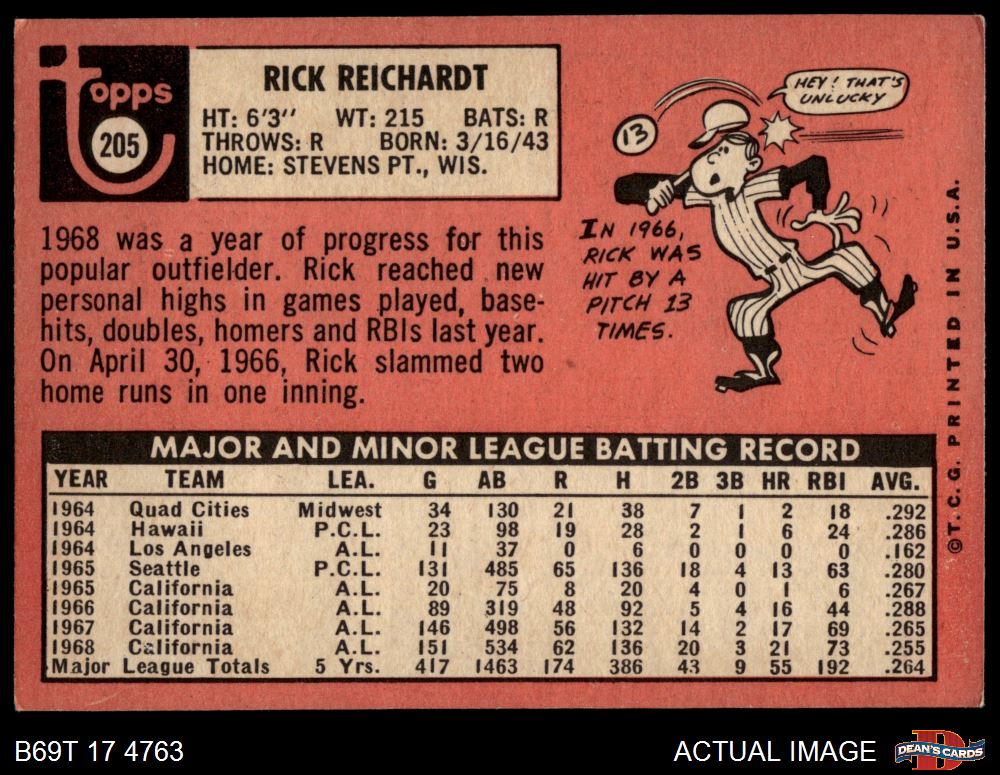 Topps
205
RICK REICHARDT
HT: 6'3" WT: 215 BATS: R
THROWS: R BORN: 3/16/43
HOME: STEVENS PT., WIS.
1968 was a year of progress for this
popular outfielder. Rick reached new
personal highs in games played, base-
hits, doubles, homers and RBIs last year.
On April 30, 1966, Rick slammed two
home runs in one inning.
HEY! THAT'S
UNLUCKY
13
IN 1966,
RICK WAS
HIT BY A
PITCH 13
TIMES.
©T.C.G. PRINTED IN U.S.A.
MAJOR AND MINOR LEAGUE BATTING RECORD
YEAR TEAM LEA. G AB R H 2B 3B HR RBI AVG.
1964 Quad Cities Midwest 34 130 21 38 7 1 2 18 .292
1964 Hawaii P.C.L. 23 98 19 28 2 1 6 24 .286
1964 Los Angeles A.L. 11 37 0 6 0 0 0 0 .162
1965 Seattle P.C.L. 131 485 65 136 18 4 13 63 .280
1965 California A.L. 20 75 8 20 4 0 1 6 .267
1966 California A.L. 89 319 48 92 5 4 16 44 .288
1967 California A.L. 146 498 56 132 14 2 17 69 .265
1968 California A.L. 151 534 62 136 20 3 21 73 .255
Major League Totals 5 Yrs. 417 1463 174 386 43 9 55 192 .264
B69T 17 4763
ACTUAL IMAGE
DEAN'S CARDS